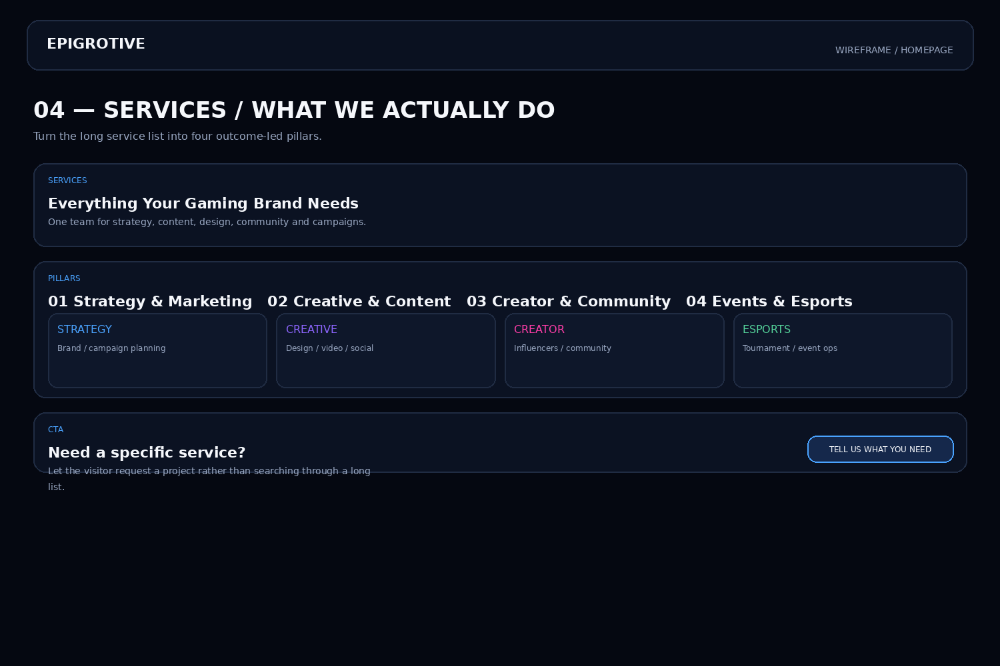 EPIGROTIVE
WIREFRAME / HOMEPAGE
04 — SERVICES / WHAT WE ACTUALLY DO
Turn the long service list into four outcome-led pillars.
SERVICES
Everything Your Gaming Brand Needs
One team for strategy, content, design, community and campaigns.
PILLARS
01 Strategy & Marketing 02 Creative & Content 03 Creator & Community 04 Events & Esports
STRATEGY
Brand / campaign planning
CREATIVE
Design / video / social
CREATOR
Influencers / community
ESPORTS
Tournament / event ops
CTA
Need a specific service?
Let the visitor request a project rather than searching through a long
list.
TELL US WHAT YOU NEED